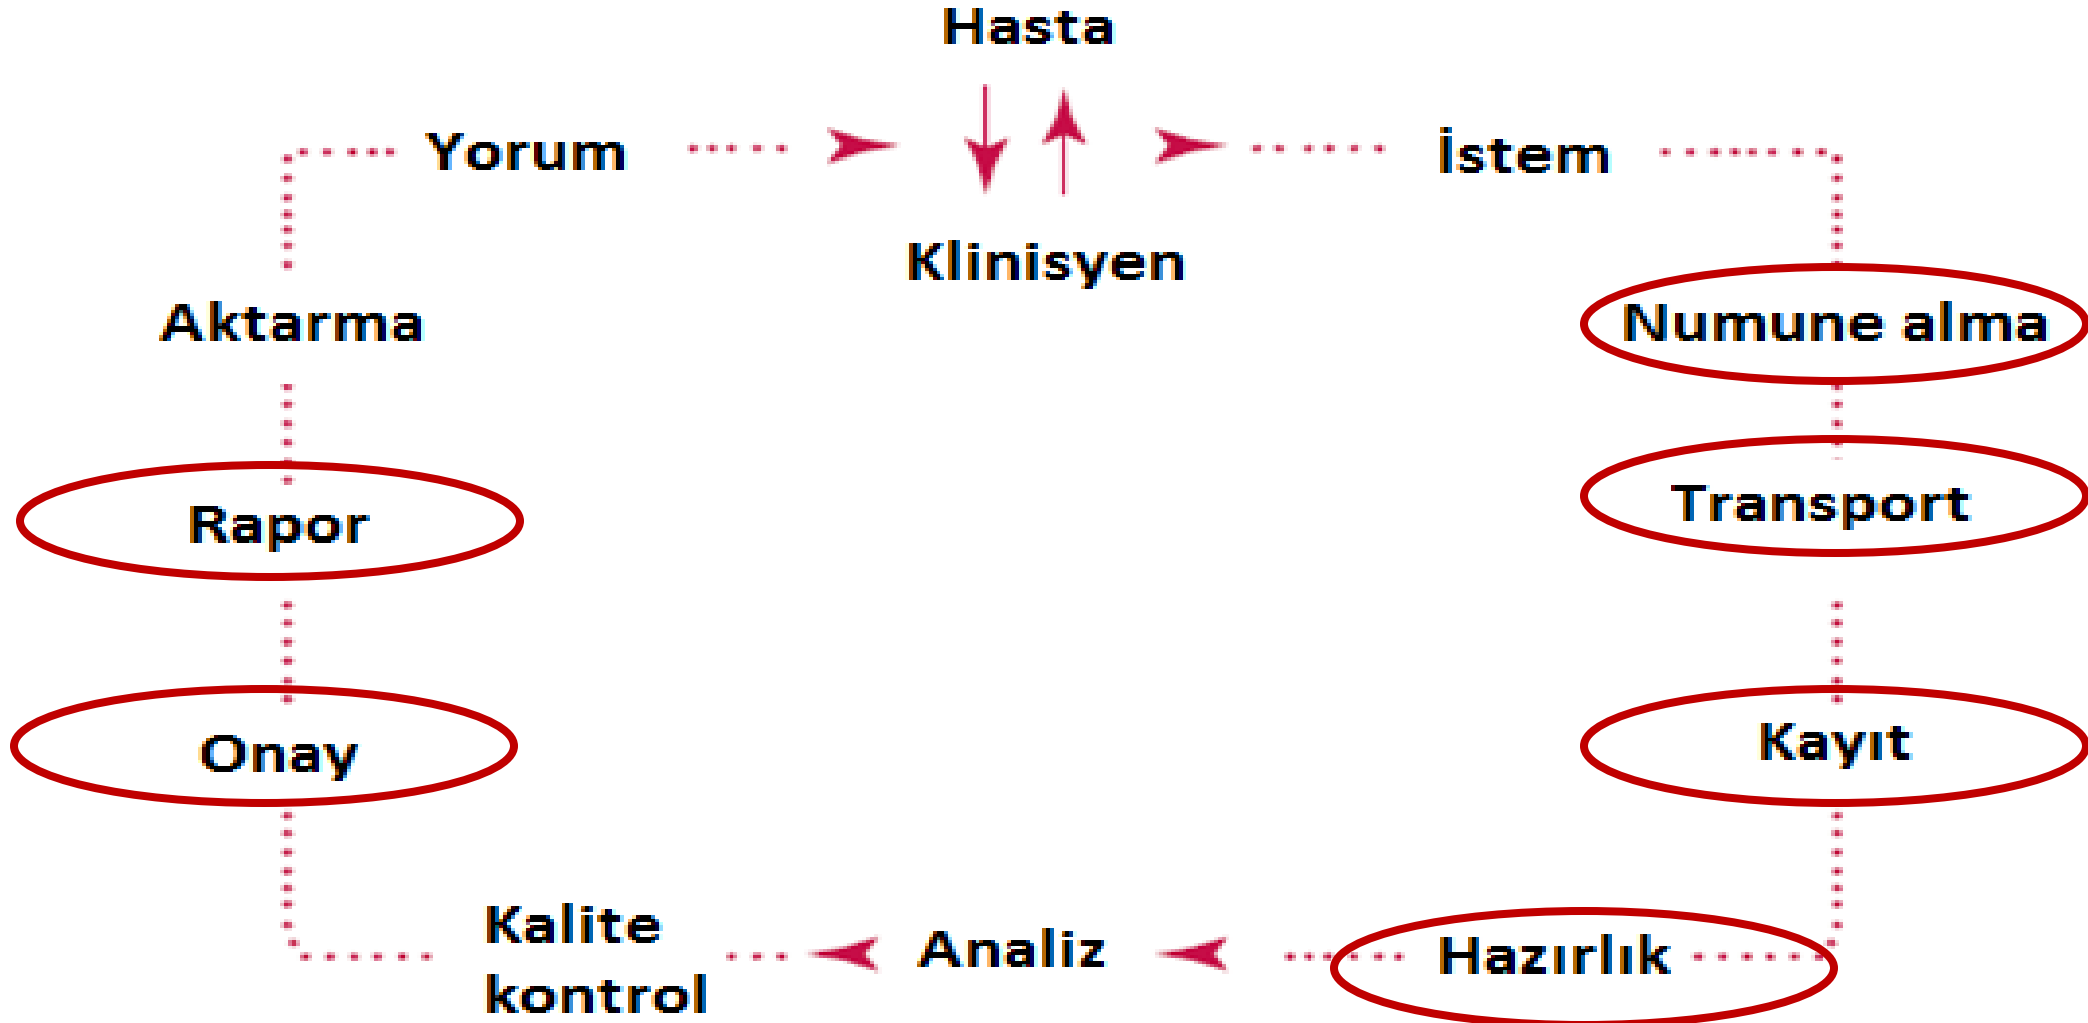 Hasta
Yorum
İstem
Klinisyen
Aktarma
Numune alma
Rapor
Transport
Onay
Kayıt
Kalite
kontrol
Analiz
Hazırlık